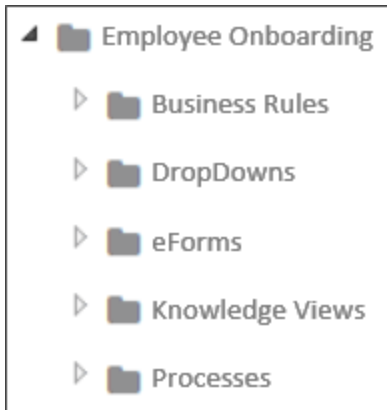 Employee Onboarding
Business Rules
DropDowns
eForms
Knowledge Views
Processes